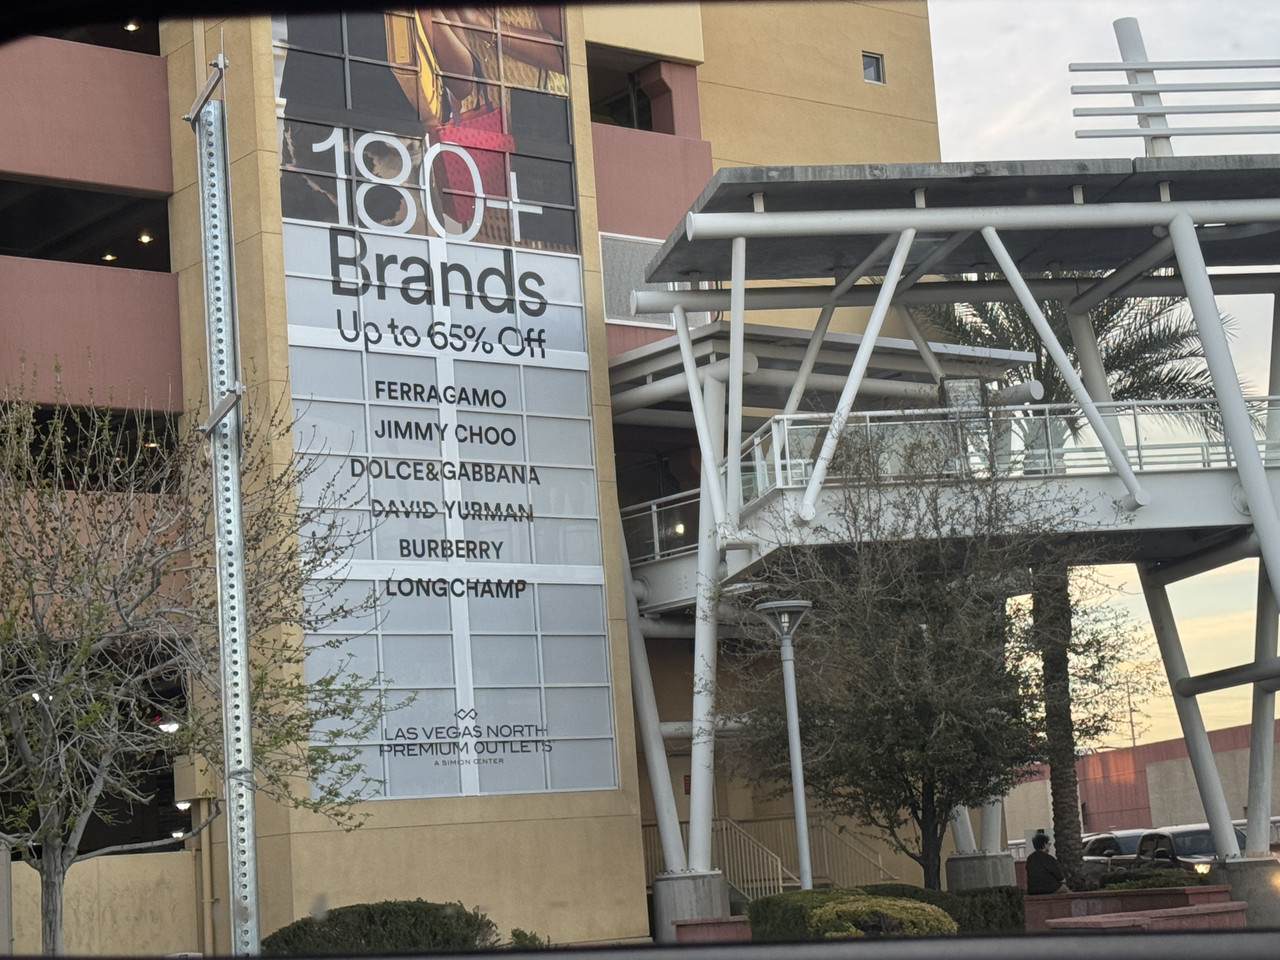 180+
Brands
Up to 65% Off
FERRAGAMO
JIMMY CHOO
DOLCE&GABBANA
DAVID YURMAN
BURBERRY
LONGCHAMP
LAS VEGAS NORTH
PREMIUM OUTLETS
A SIMON CENTER